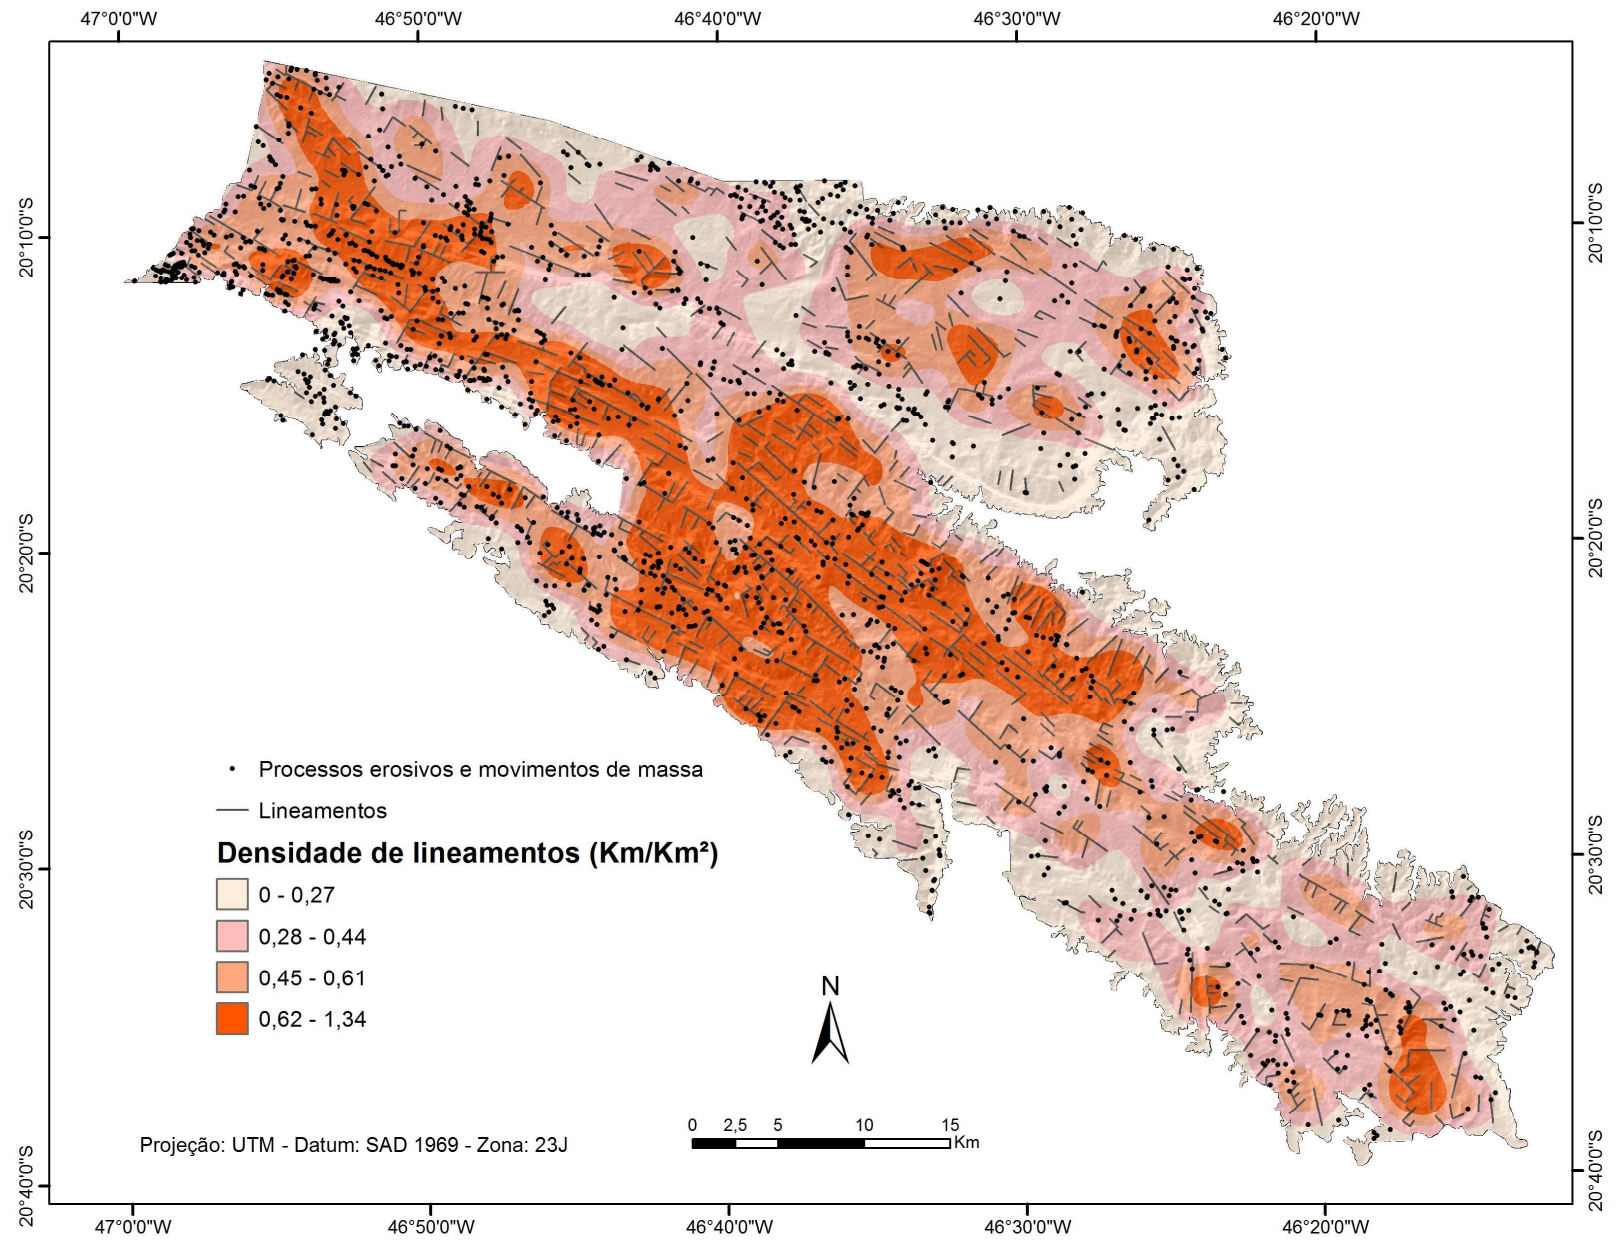 47°0'0"W 46°50'0"W 46°40'0"W 46°30'0"W 46°20'0"W
20°10'0"S 20°10'0"S
20°20'0"S 20°20'0"S
Processos erosivos e movimentos de massa
Lineamentos
Densidade de lineamentos (Km/Km²)
20°30'0"S 20°30'0"S
0 - 0,27
0,28 - 0,44
0,45 - 0,61
0,62 - 1,34
N
0 2,5 5 10 15
Km
Projeção: UTM - Datum: SAD 1969 - Zona: 23J
20°40'0"S 20°40'0"S
47°0'0"W 46°50'0"W 46°40'0"W 46°30'0"W 46°20'0"W